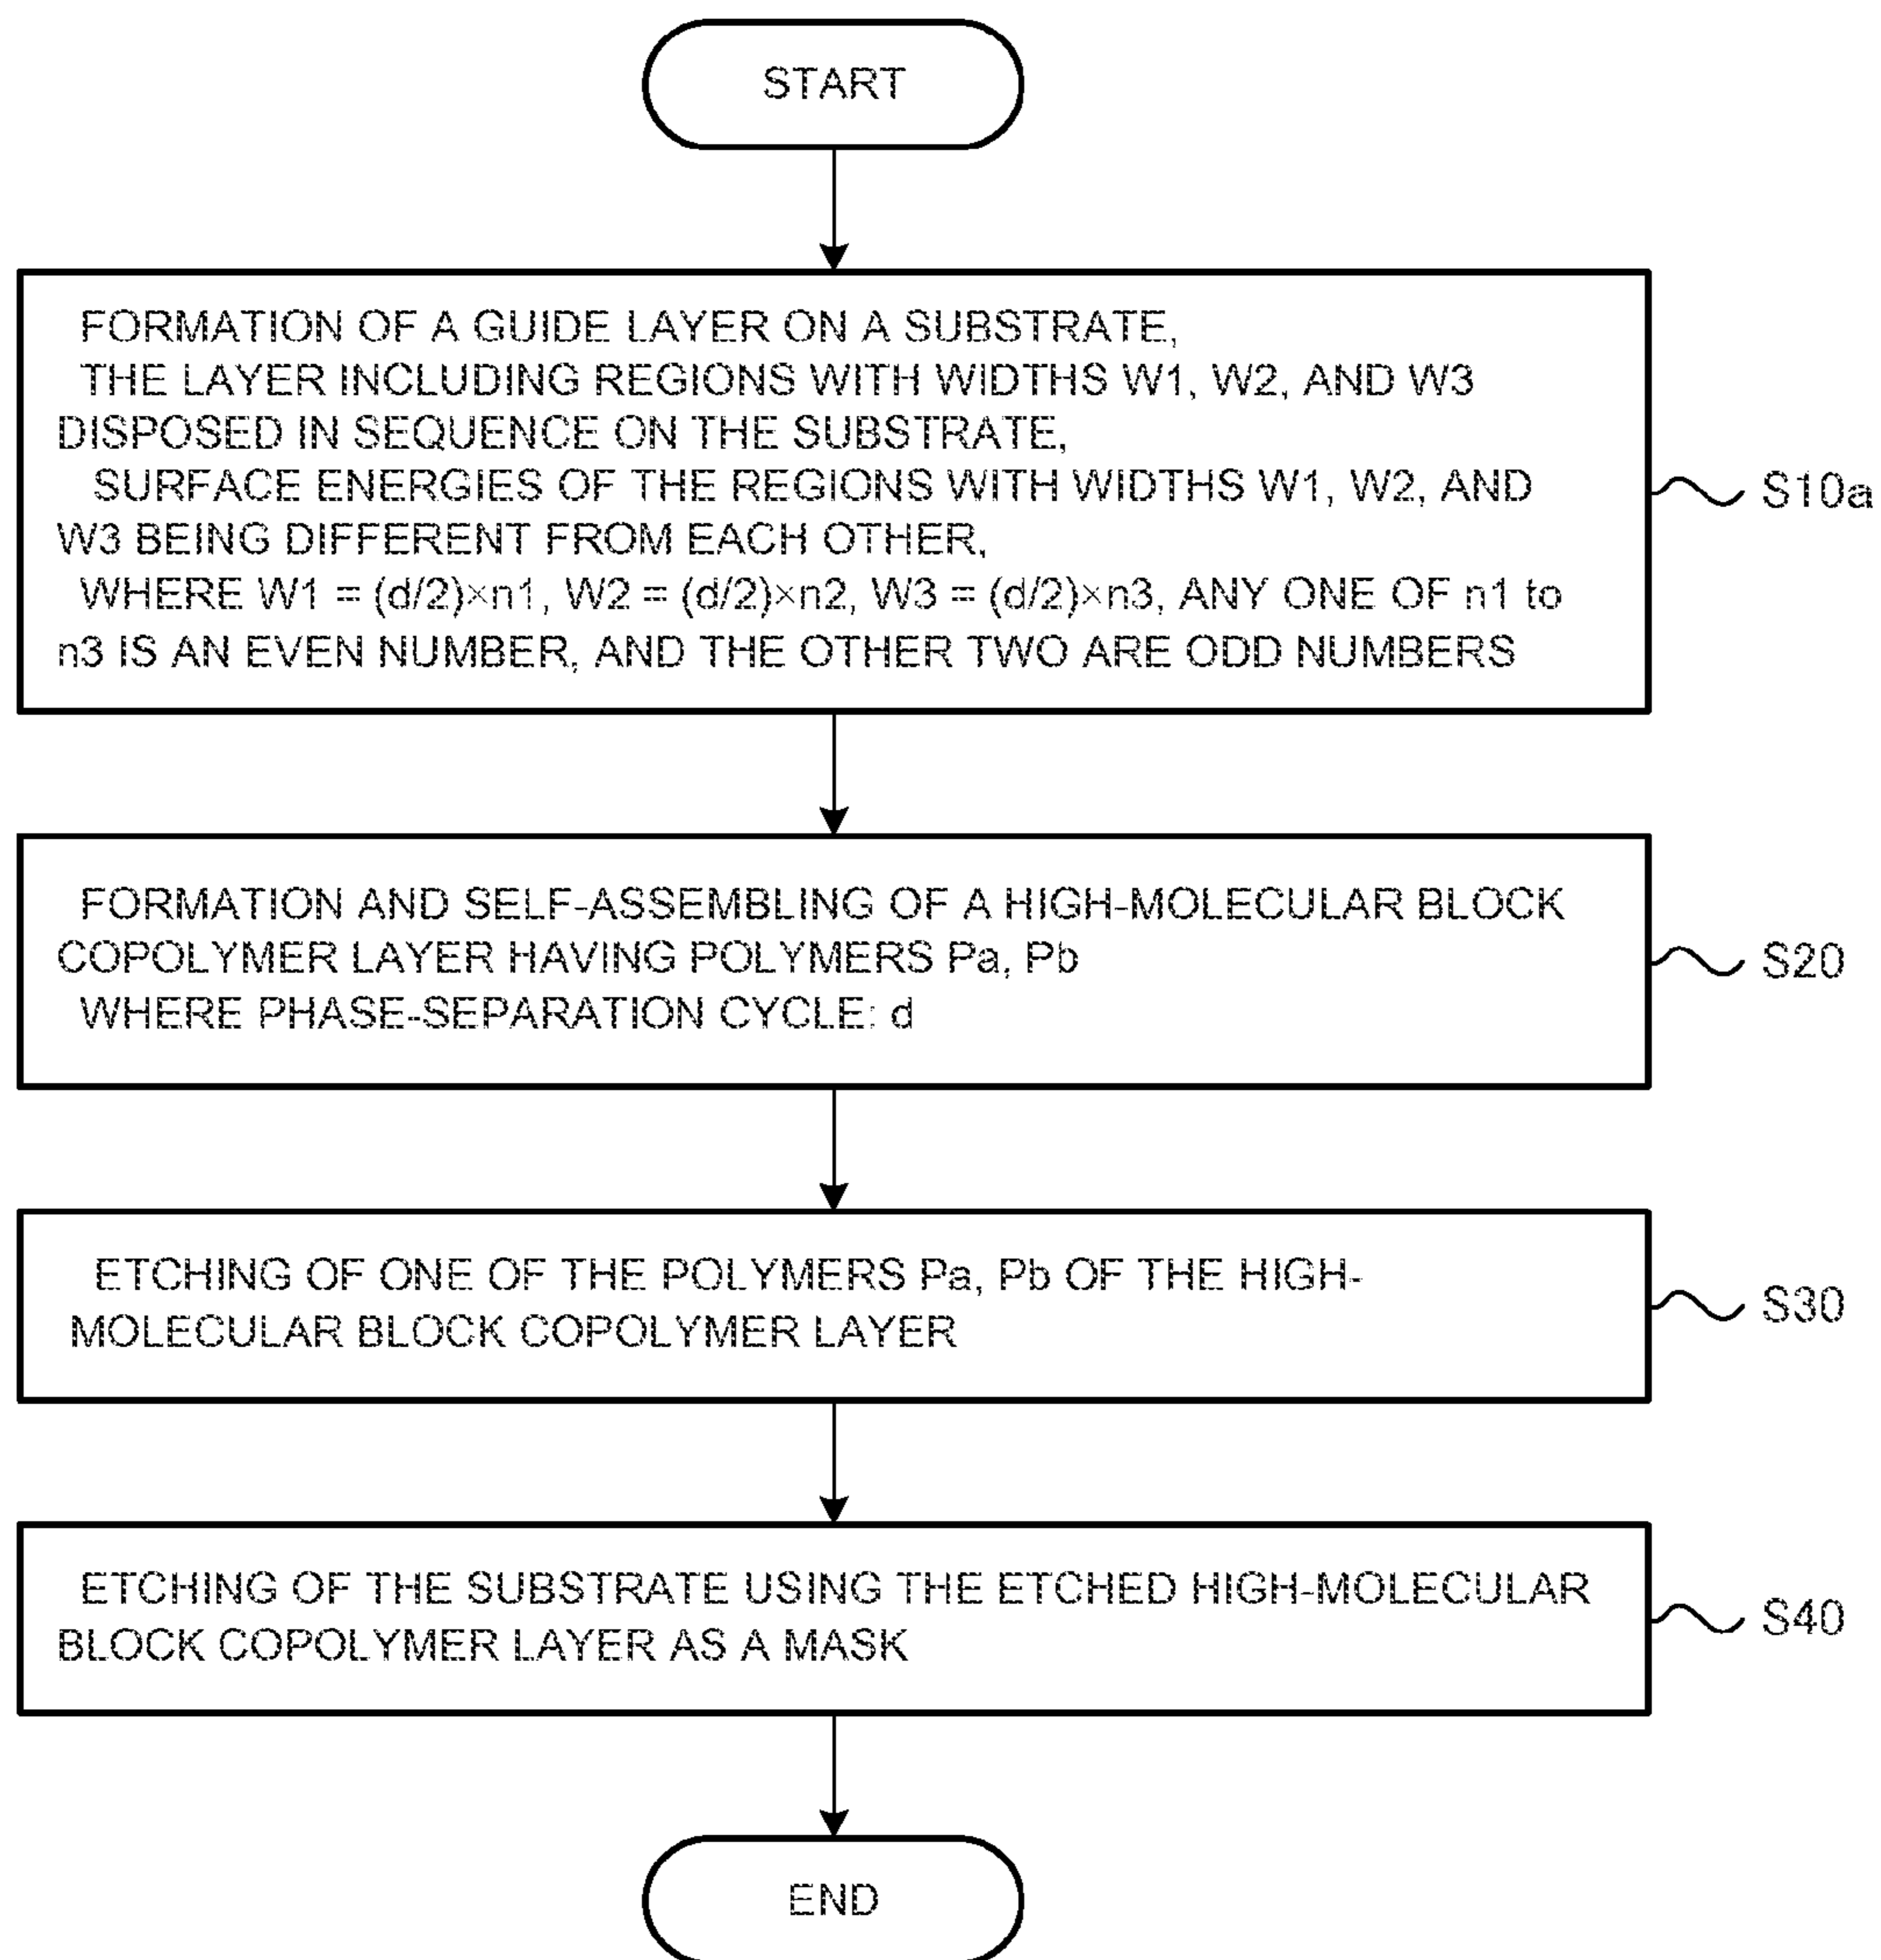 START
FORMATION OF A GUIDE LAYER ON A SUBSTRATE,
THE LAYER INCLUDING REGIONS WITH WIDTHS W1, W2, AND W3
DISPOSED IN SEQUENCE ON THE SUBSTRATE,
SURFACE ENERGIES OF THE REGIONS WITH WIDTHS W1, W2, AND
W3 BEING DIFFERENT FROM EACH OTHER,
WHERE W1 = (d/2)×n1, W2 = (d/2)×n2, W3 = (d/2)×n3, ANY ONE OF n1 to
n3 IS AN EVEN NUMBER, AND THE OTHER TWO ARE ODD NUMBERS
S10a
FORMATION AND SELF-ASSEMBLING OF A HIGH-MOLECULAR BLOCK
COPOLYMER LAYER HAVING POLYMERS Pa, Pb
WHERE PHASE-SEPARATION CYCLE: d
S20
ETCHING OF ONE OF THE POLYMERS Pa, Pb OF THE HIGH-
MOLECULAR BLOCK COPOLYMER LAYER
S30
ETCHING OF THE SUBSTRATE USING THE ETCHED HIGH-MOLECULAR
BLOCK COPOLYMER LAYER AS A MASK
S40
END